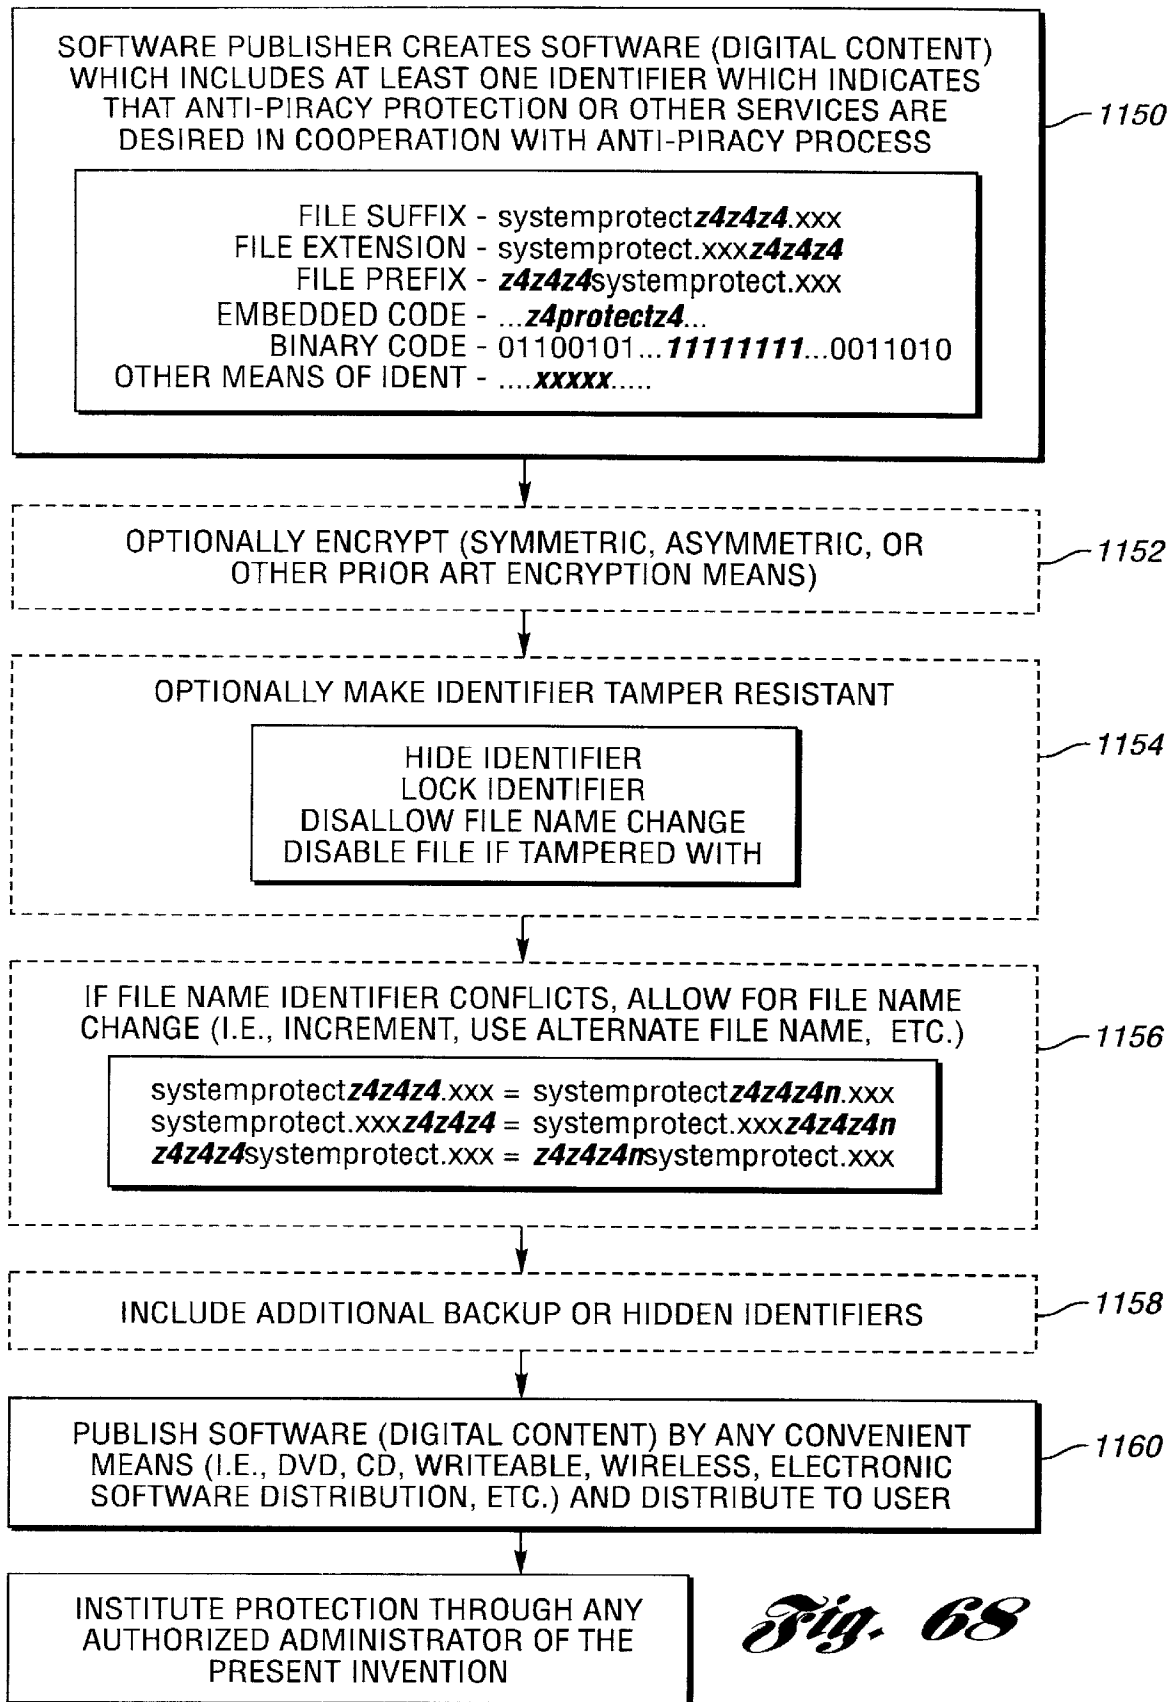 SOFTWARE PUBLISHER CREATES SOFTWARE (DIGITAL CONTENT)
WHICH INCLUDES AT LEAST ONE IDENTIFIER WHICH INDICATES
THAT ANTI-PIRACY PROTECTION OR OTHER SERVICES ARE
DESIRED IN COOPERATION WITH ANTI-PIRACY PROCESS
1150
FILE SUFFIX - systemprotectz4z4z4.xxx
FILE EXTENSION - systemprotect.xxxz4z4z4
FILE PREFIX - z4z4z4systemprotect.xxx
EMBEDDED CODE - ...z4protectz4...
BINARY CODE - 01100101...11111111...0011010
OTHER MEANS OF IDENT - ....xxxxx.....
OPTIONALLY ENCRYPT (SYMMETRIC, ASYMMETRIC, OR
OTHER PRIOR ART ENCRYPTION MEANS)
1152
OPTIONALLY MAKE IDENTIFIER TAMPER RESISTANT
1154
HIDE IDENTIFIER
LOCK IDENTIFIER
DISALLOW FILE NAME CHANGE
DISABLE FILE IF TAMPERED WITH
IF FILE NAME IDENTIFIER CONFLICTS, ALLOW FOR FILE NAME
CHANGE (I.E., INCREMENT, USE ALTERNATE FILE NAME, ETC.)
1156
systemprotectz4z4z4.xxx = systemprotectz4z4z4n.xxx
systemprotect.xxxz4z4z4 = systemprotect.xxxz4z4z4n
z4z4z4systemprotect.xxx = z4z4z4nsystemprotect.xxx
INCLUDE ADDITIONAL BACKUP OR HIDDEN IDENTIFIERS
1158
PUBLISH SOFTWARE (DIGITAL CONTENT) BY ANY CONVENIENT
MEANS (I.E., DVD, CD, WRITEABLE, WIRELESS, ELECTRONIC
SOFTWARE DISTRIBUTION, ETC.) AND DISTRIBUTE TO USER
1160
INSTITUTE PROTECTION THROUGH ANY
AUTHORIZED ADMINISTRATOR OF THE
PRESENT INVENTION
Fig. 68